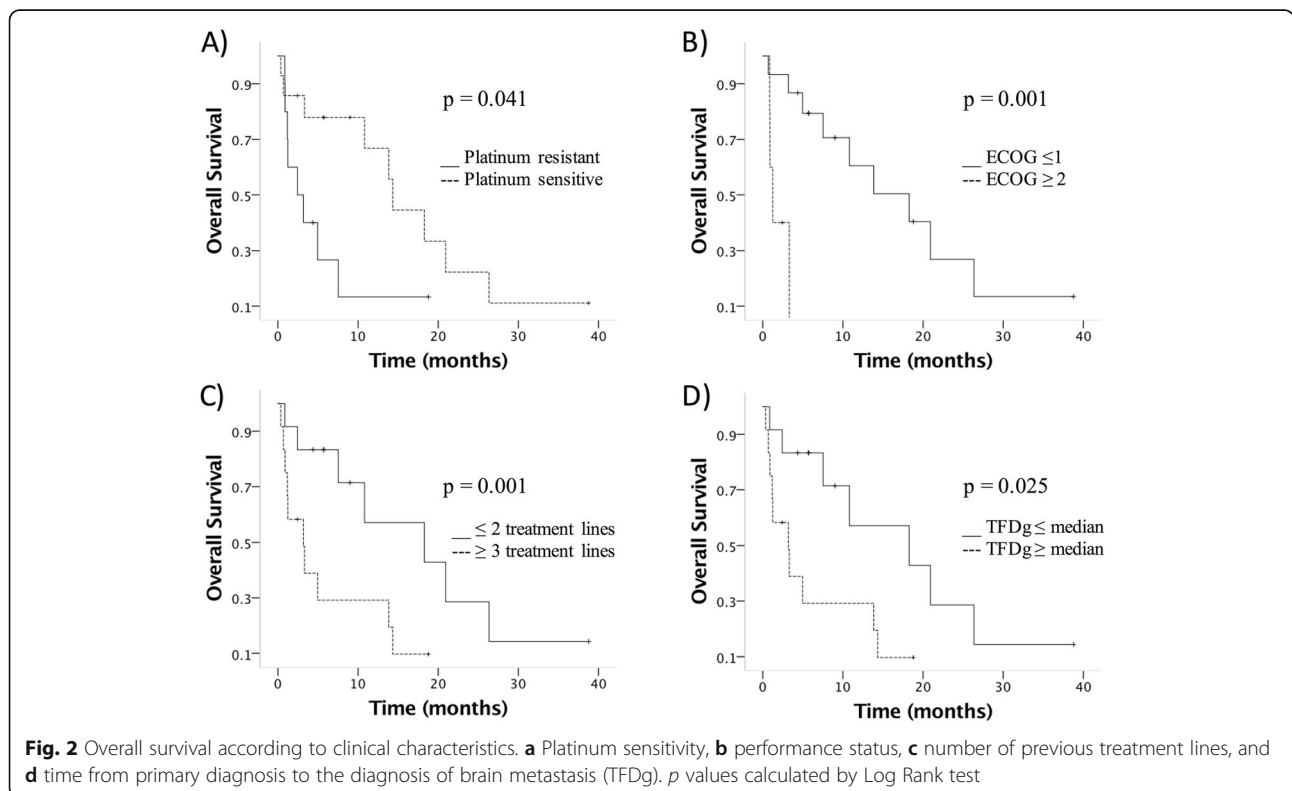 A)
0.9
0.7
0.5
0.3
0.1
Overall Survival
p = 0.041
Platinum resistant
Platinum sensitive
0 10 20 30 40
Time (months)
B)
0.9
0.7
0.5
0.3
0.1
Overall Survival
p = 0.001
ECOG ≤1
ECOG ≥ 2
0 10 20 30 40
Time (months)
C)
0.9
0.7
0.5
0.3
0.1
Overall Survival
p = 0.001
≤ 2 treatment lines
≥ 3 treatment lines
0 10 20 30 40
Time (months)
D)
0.9
0.7
0.5
0.3
0.1
Overall Survival
p = 0.025
TFDg ≤ median
TFDg ≥ median
0 10 20 30 40
Time (months)
Fig. 2 Overall survival according to clinical characteristics. a Platinum sensitivity, b performance status, c number of previous treatment lines, and
d time from primary diagnosis to the diagnosis of brain metastasis (TFDg). p values calculated by Log Rank test